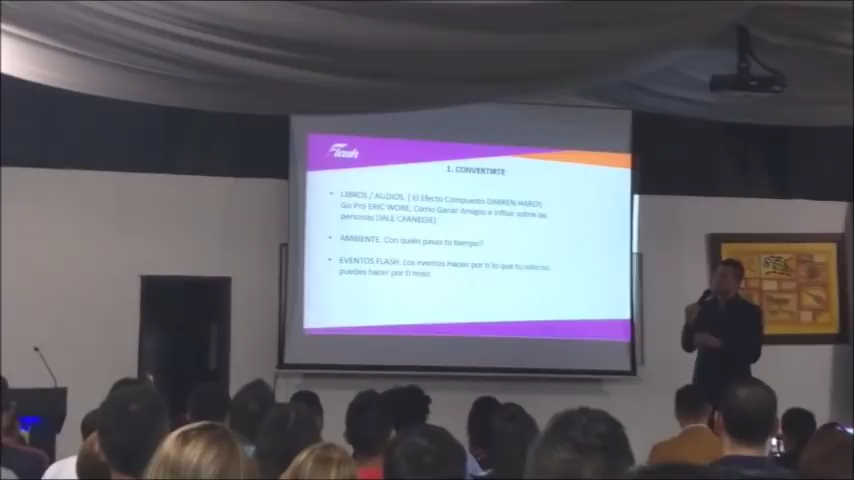 Flash
1. CONVERTIRTE
• LIBROS / AUDIOS. [ El Efecto Compuesto DARREN HARDY.
Go Pro ERIC WORE, Como Ganar Amigos e influir sobre las
personas DALE CARNEGIE]
• AMBIENTE. Con quién pasas tu tiempo?
• EVENTOS FLASH. Los eventos Hacen por ti lo que tu solo no
puedes hacer por ti miso